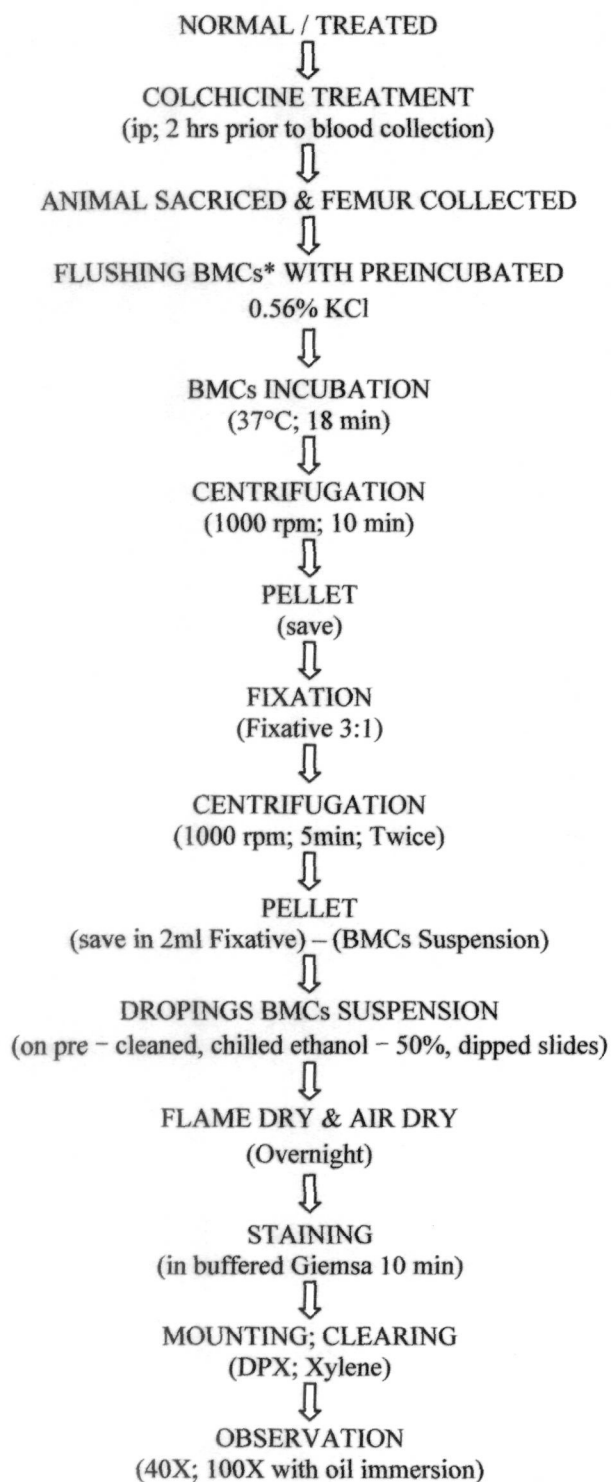 NORMAL / TREATED
COLCHICINE TREATMENT
(ip; 2 hrs prior to blood collection)
ANIMAL SACRICED & FEMUR COLLECTED
FLUSHING BMCs* WITH PREINCUBATED
0.56% KCl
BMCs INCUBATION
(37°C; 18 min)
CENTRIFUGATION
(1000 rpm; 10 min)
PELLET
(save)
FIXATION
(Fixative 3:1)
CENTRIFUGATION
(1000 rpm; 5min; Twice)
PELLET
(save in 2ml Fixative) – (BMCs Suspension)
DROPINGS BMCs SUSPENSION
(on pre − cleaned, chilled ethanol − 50%, dipped slides)
FLAME DRY & AIR DRY
(Overnight)
STAINING
(in buffered Giemsa 10 min)
MOUNTING; CLEARING
(DPX; Xylene)
OBSERVATION
(40X; 100X with oil immersion)